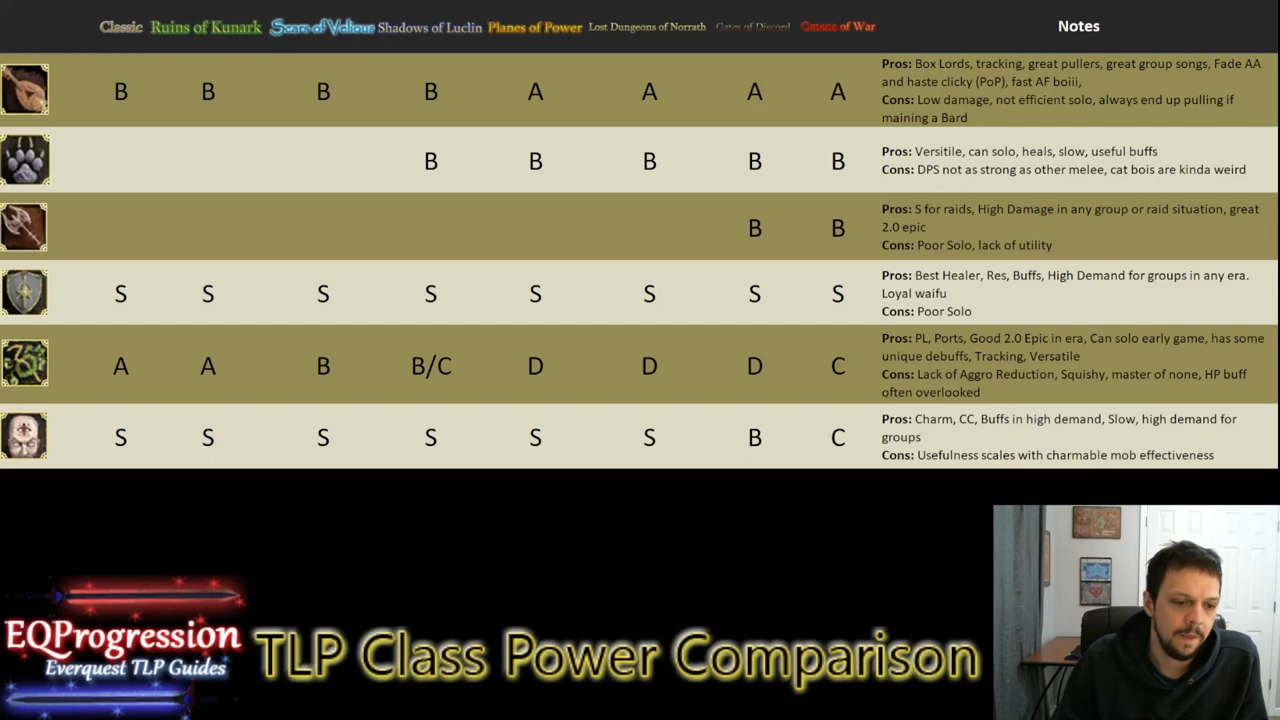 Classic Ruins of Kunark Scars of Velious Shadows of Luclin Planes of Power Lost Dungeons of Norrath Gates of Discord Omens of War Notes
B B B B A A A A
Pros: Box Lords, tracking, great pullers, great group songs, Fade AA
and haste clicky (PoP), fast AF boiii,
Cons: Low damage, not efficient solo, always end up pulling if
maining a Bard
B B B B B
Pros: Versitile, can solo, heals, slow, useful buffs
Cons: DPS not as strong as other melee, cat bois are kinda weird
B B
Pros: S for raids, High Damage in any group or raid situation, great
2.0 epic
Cons: Poor Solo, lack of utility
S S S S S S S S
Pros: Best Healer, Res, Buffs, High Demand for groups in any era.
Loyal waifu
Cons: Poor Solo
A A B B/C D D D C
Pros: PL, Ports, Good 2.0 Epic in era, Can solo early game, has some
unique debuffs, Tracking, Versatile
Cons: Lack of Aggro Reduction, Squishy, master of none, HP buff
often overlooked
S S S S S S B C
Pros: Charm, CC, Buffs in high demand, Slow, high demand for
groups
Cons: Usefulness scales with charmable mob effectiveness
EQProgression
Everquest TLP Guides
TLP Class Power Comparison